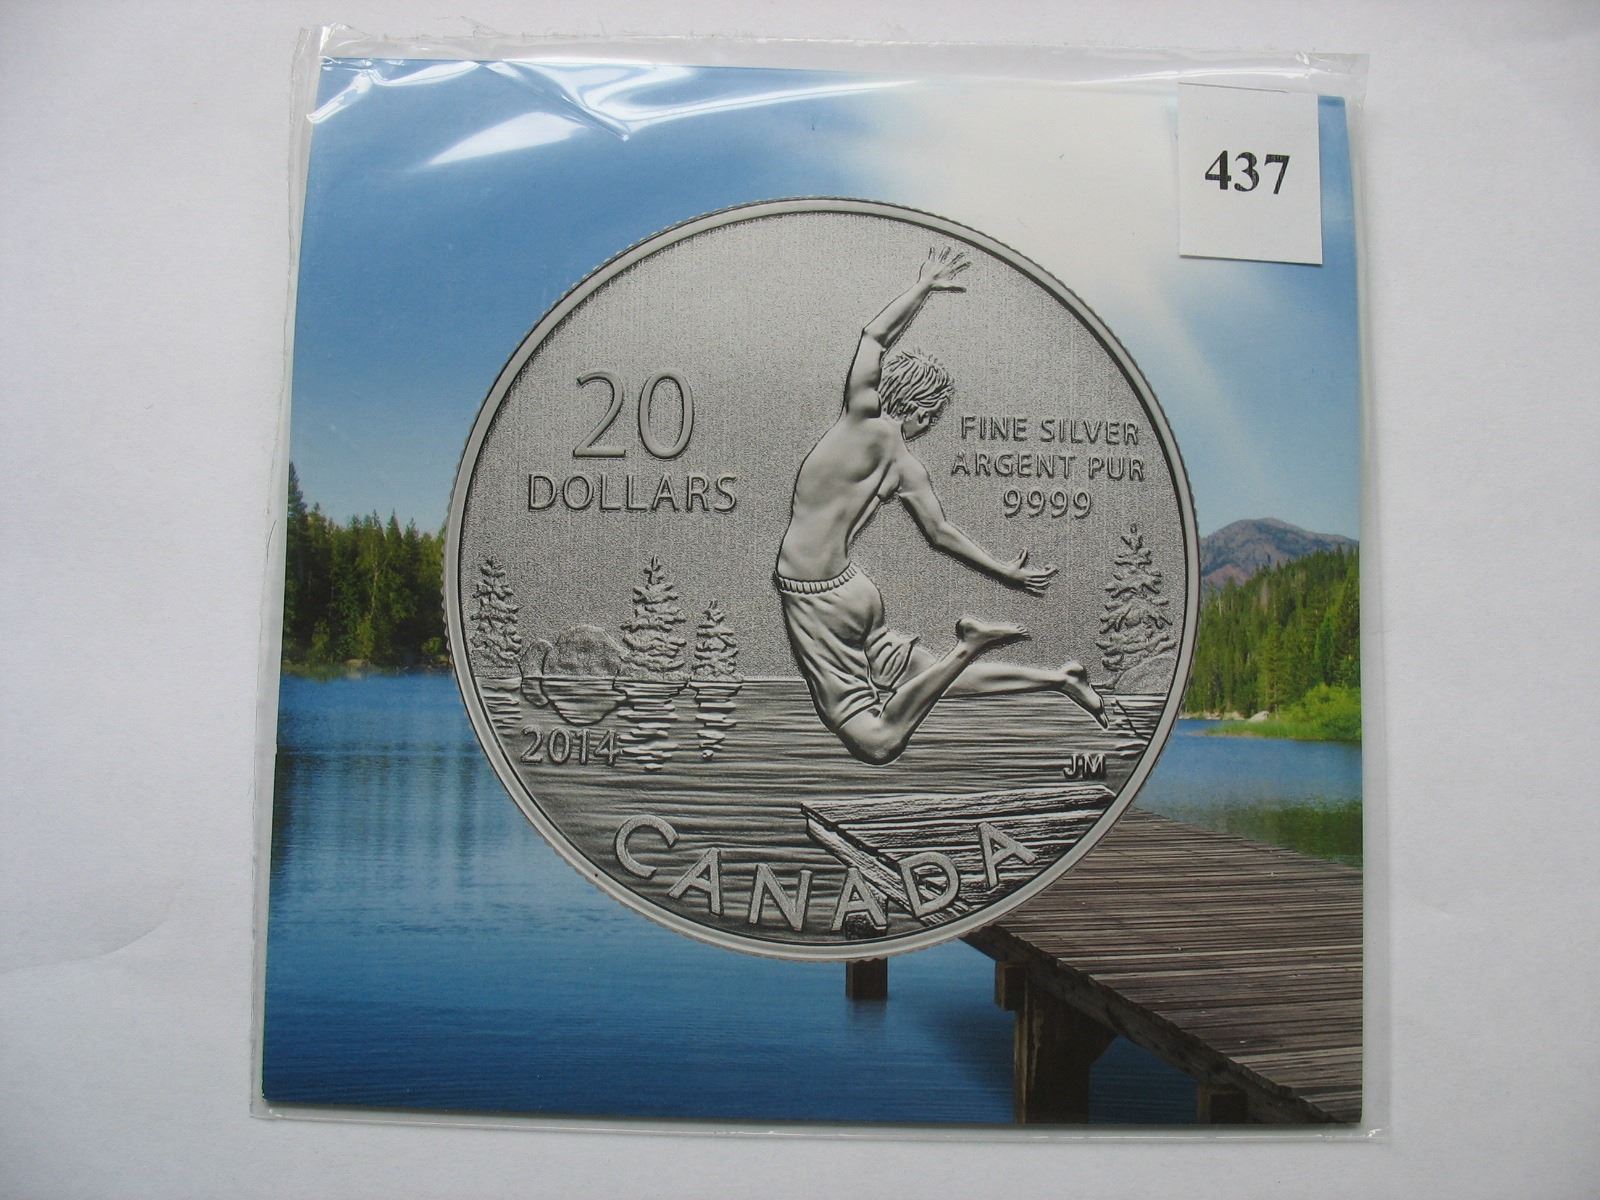 437
20
DOLLARS
FINE SILVER
ARGENT PUR
9999
2014
JM
CANADA